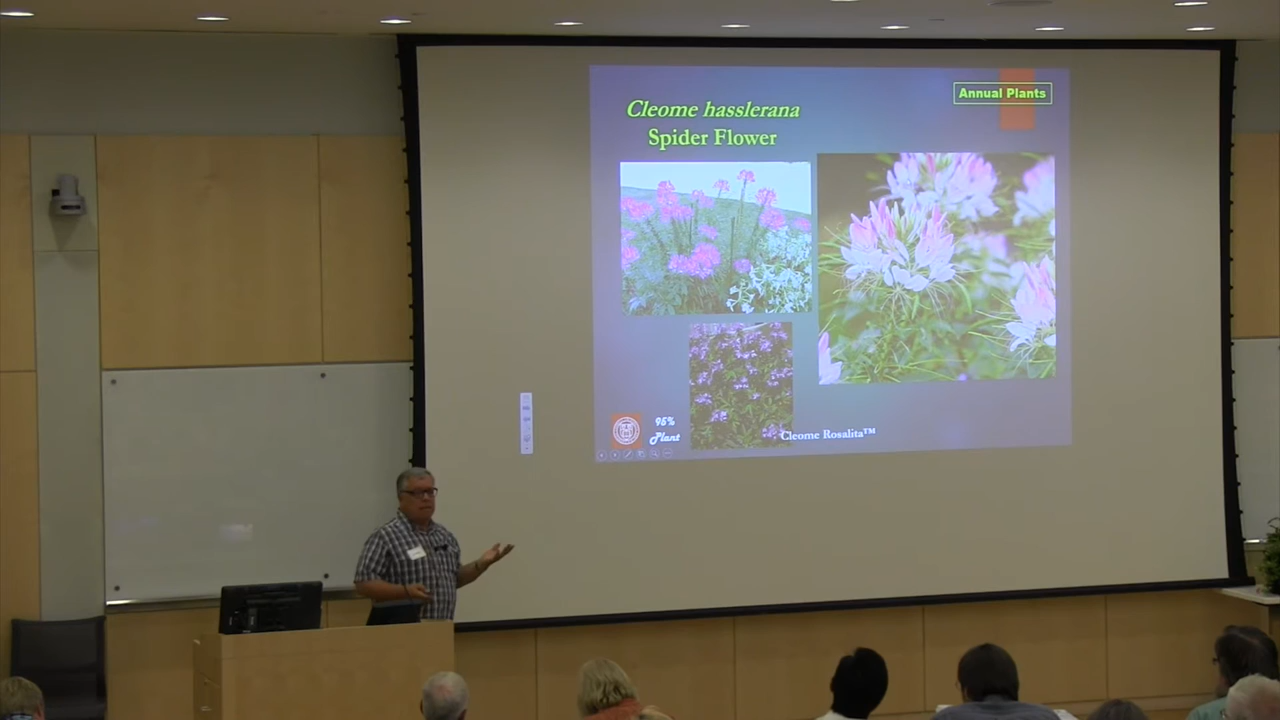 Annual Plants
Cleome hasslerana
Spider Flower
95%
Plant
Cleome Rosalita™